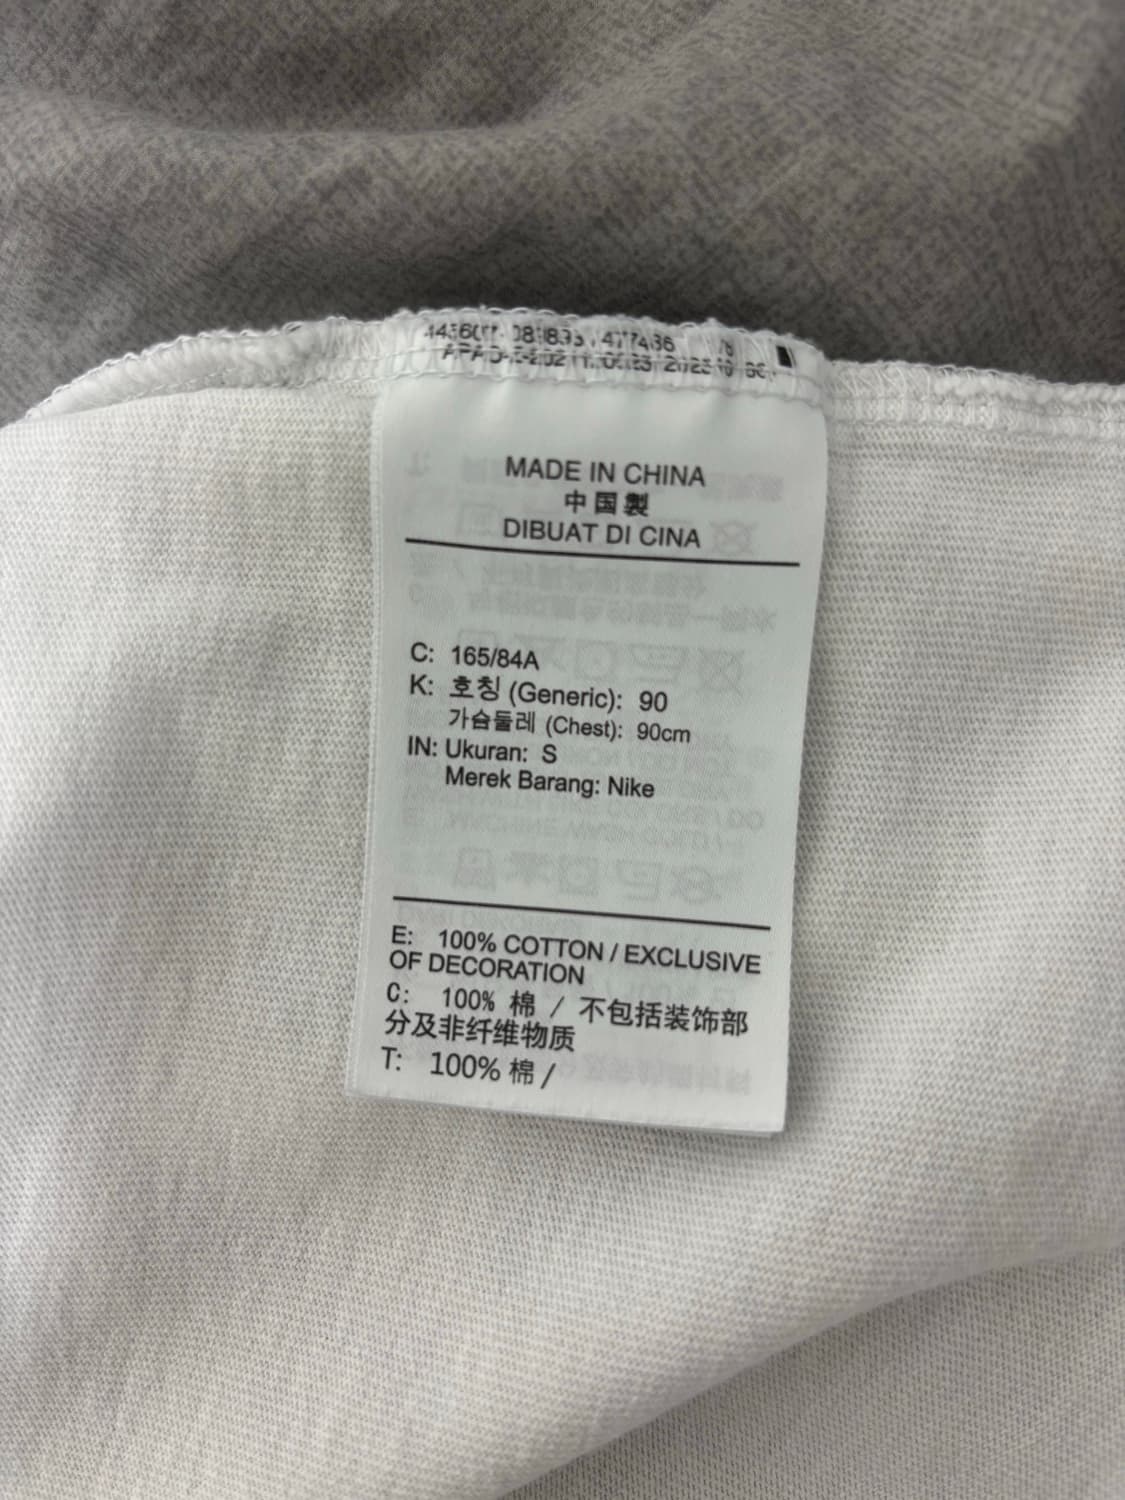 MADE IN CHINA
中国製
DIBUAT DI CINA
C: 165/84A
K: 호칭 (Generic): 90
가슴둘레 (Chest): 90cm
IN: Ukuran: S
Merek Barang: Nike
E: 100% COTTON / EXCLUSIVE
OF DECORATION
C: 100% 棉 / 不包括装饰部
分及非纤维物质
T: 100% 棉 /